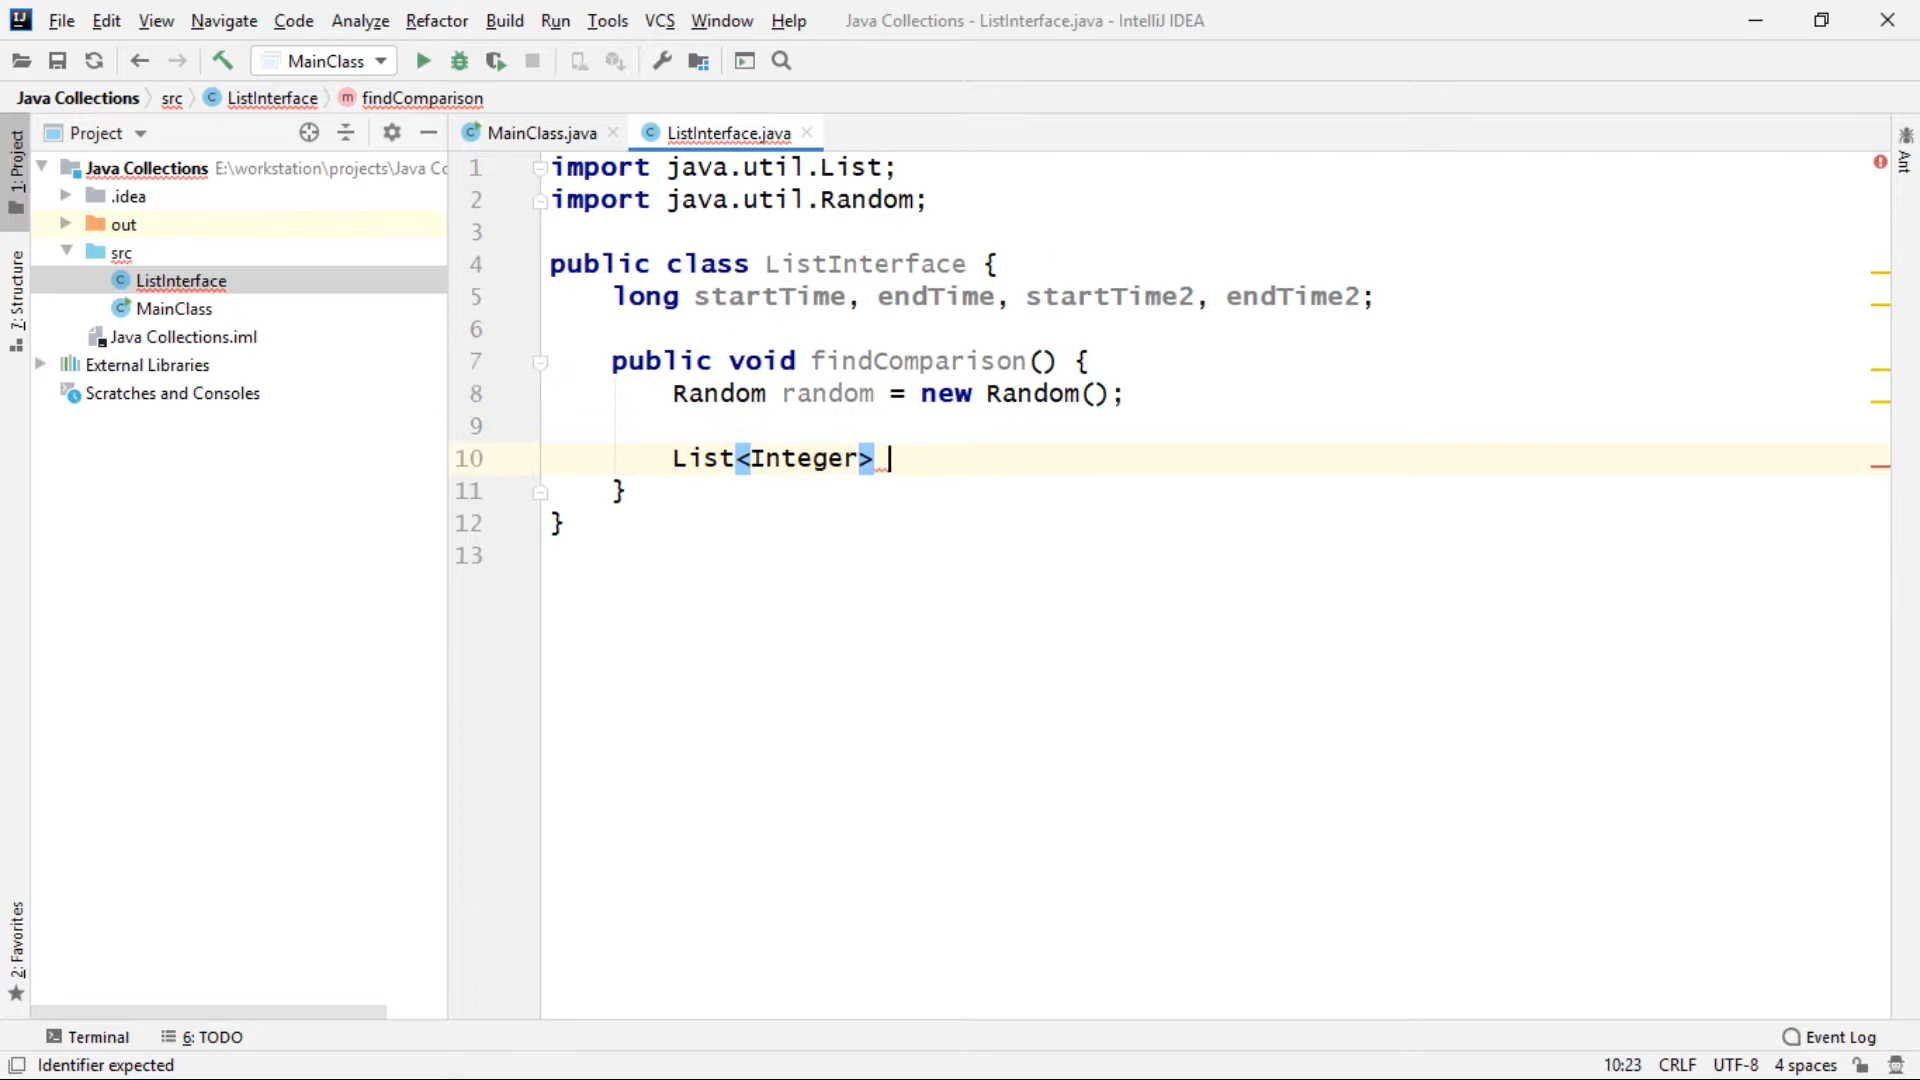 File Edit View Navigate Code Analyze Refactor Build Run Tools VCS Window Help Java Collections - ListInterface.java - IntelliJ IDEA
MainClass
Java Collections src ListInterface findComparison
Project
MainClass.java ListInterface.java
Java Collections E:\workstation\projects\Java Cc
.idea
out
src
ListInterface
MainClass
Java Collections.iml
External Libraries
Scratches and Consoles
1 import java.util.List;
2 import java.util.Random;
3
4 public class ListInterface {
5 long startTime, endTime, startTime2, endTime2;
6
7 public void findComparison() {
8 Random random = new Random();
9
10 List<Integer>
11 }
12 }
13
1: Project
7: Structure
2: Favorites
Ant
Terminal 6: TODO Event Log
Identifier expected 10:23 CRLF UTF-8 4 spaces